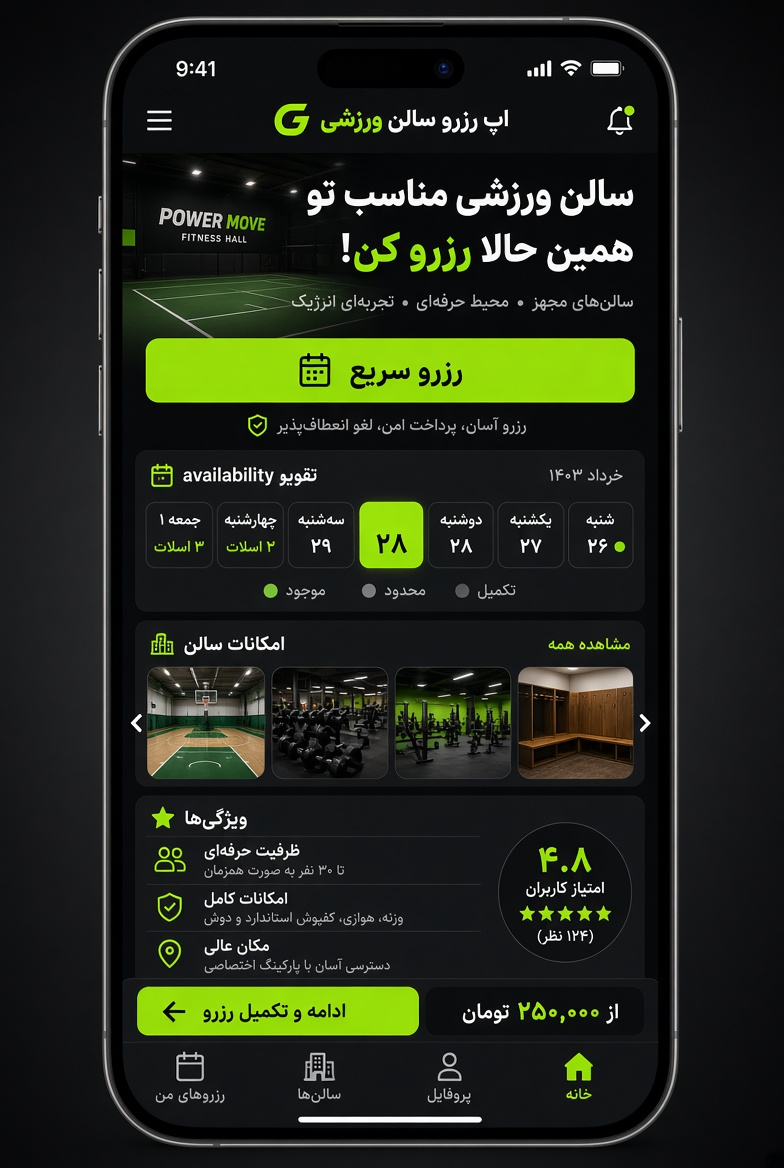 9:41
اپ رزرو سالن ورزشی G
POWER MOVE
FITNESS HALL
سالن ورزشی مناسب تو
همین حالا رزرو کن!
سالن‌های مجهز • محیط حرفه‌ای • تجربه‌ای انرژیک
رزرو سریع
رزرو آسان، پرداخت امن، لغو انعطاف‌پذیر
خرداد ۱۴۰۳
تقویو availability
شنبه
۲۶
یکشنبه
۲۷
دوشنبه
۲۸
۲۸
سه‌شنبه
۲۹
چهارشنبه
۲ اسلات
جمعه ۱
۳ اسلات
تکمیل
محدود
موجود
مشاهده همه
امکانات سالن
ویژگی‌ها
ظرفیت حرفه‌ای
تا ۳۰ نفر به صورت همزمان
امکانات کامل
وزنه، هوازی، کفپوش استاندارد و دوش
مکان عالی
دسترسی آسان با پارکینگ اختصاصی
۴.۸
امتیاز کاربران
(۱۲۴ نظر)
از ۲۵۰,۰۰۰ تومان
ادامه و تکمیل رزرو
خانه
پروفایل
سالن‌ها
رزروهای من